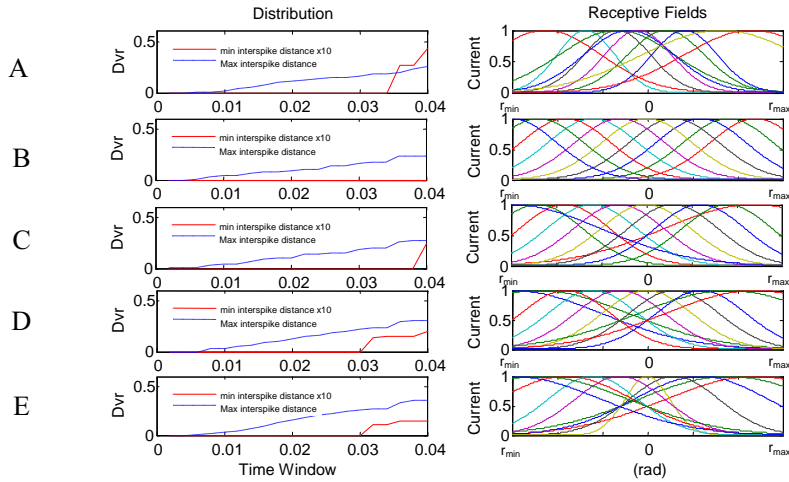 Distribution
Receptive Fields
A
Dvr
0.5
0
min interspike distance x10
Max interspike distance
0 0.01 0.02 0.03 0.04
Current
1
0.5
0
rmin 0 rmax
B
Dvr
0.5
0
min interspike distance x10
Max interspike distance
0 0.01 0.02 0.03 0.04
Current
1
0.5
0
rmin 0 rmax
C
Dvr
0.5
0
min interspike distance x10
Max interspike distance
0 0.01 0.02 0.03 0.04
Current
1
0.5
0
rmin 0 rmax
D
Dvr
0.5
0
min interspike distance x10
Max interspike distance
0 0.01 0.02 0.03 0.04
Current
1
0.5
0
rmin 0 rmax
E
Dvr
0.5
0
min interspike distance x10
Max interspike distance
0 0.01 0.02 0.03 0.04
Time Window
Current
1
0.5
0
rmin 0 rmax
(rad)